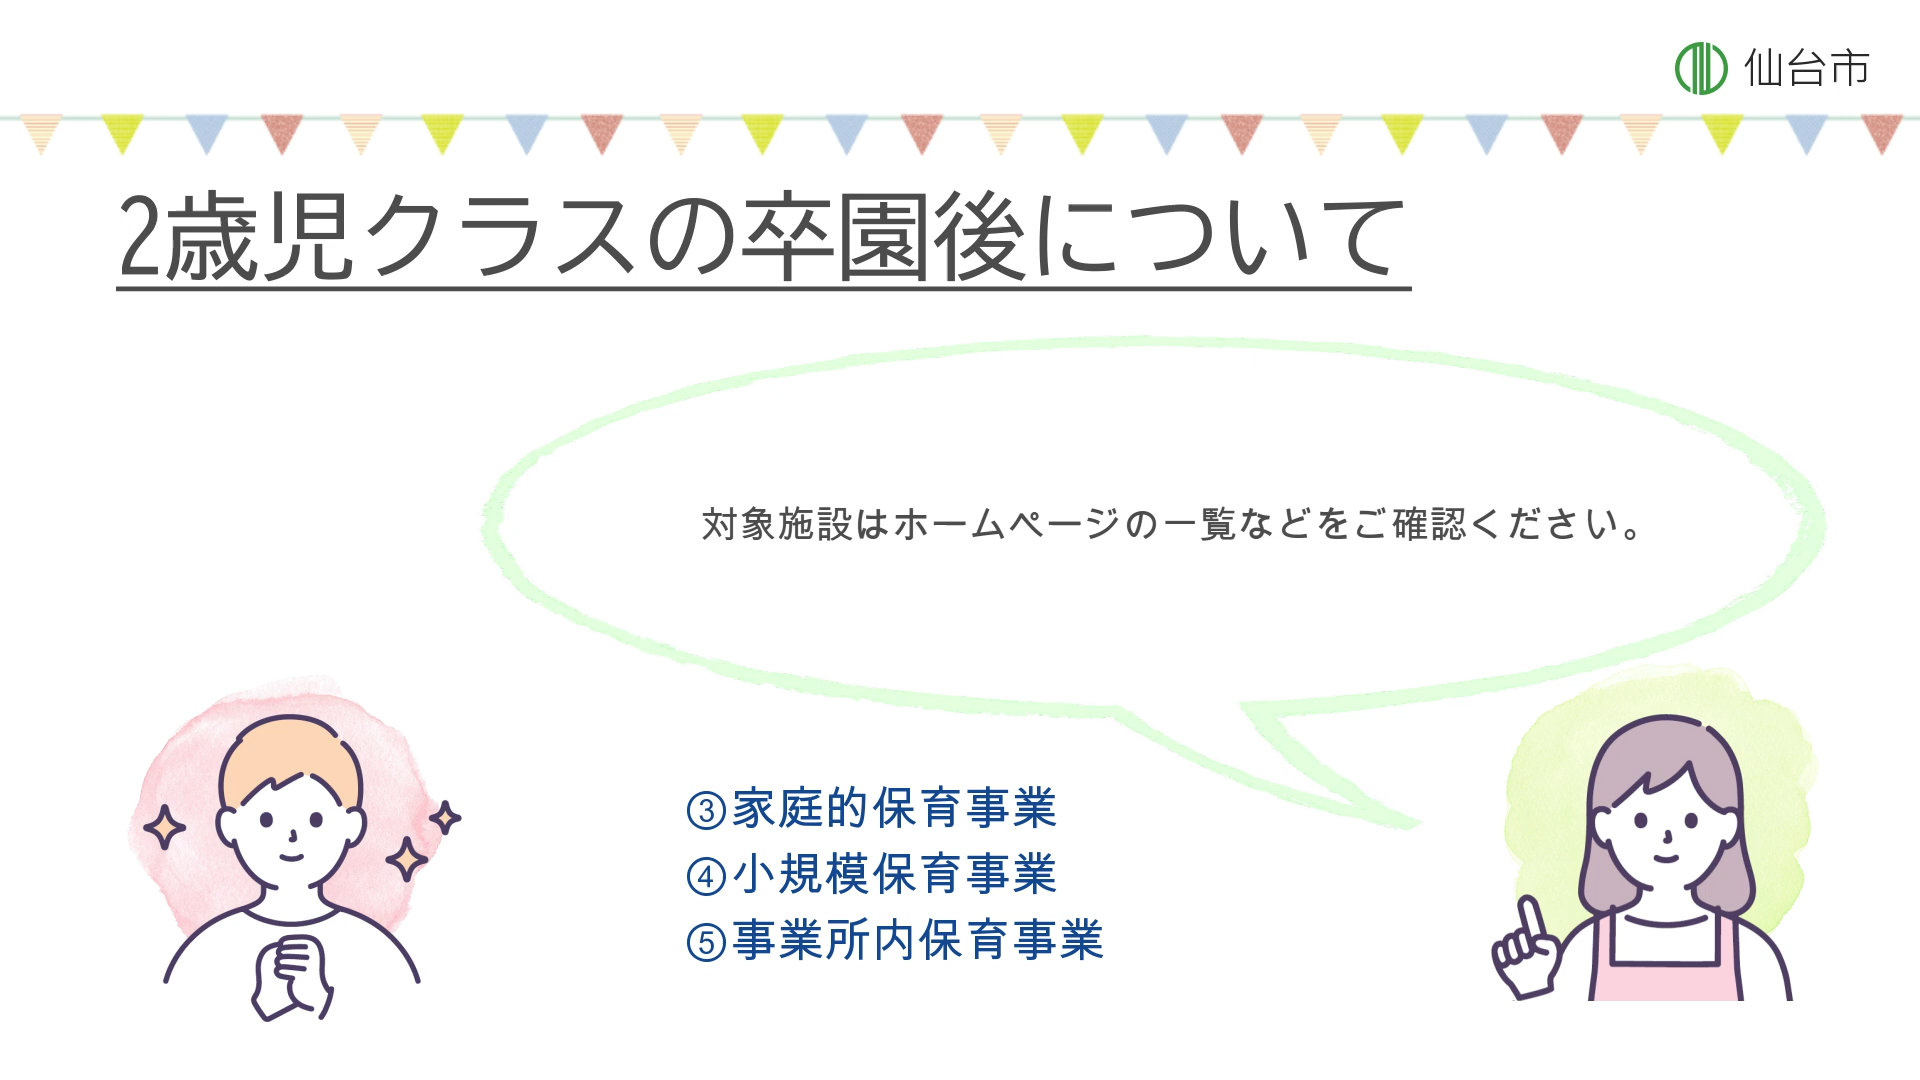 仙台市
2歳児クラスの卒園後について
対象施設はホームページの一覧などをご確認ください。
③家庭的保育事業
④小規模保育事業
⑤事業所内保育事業